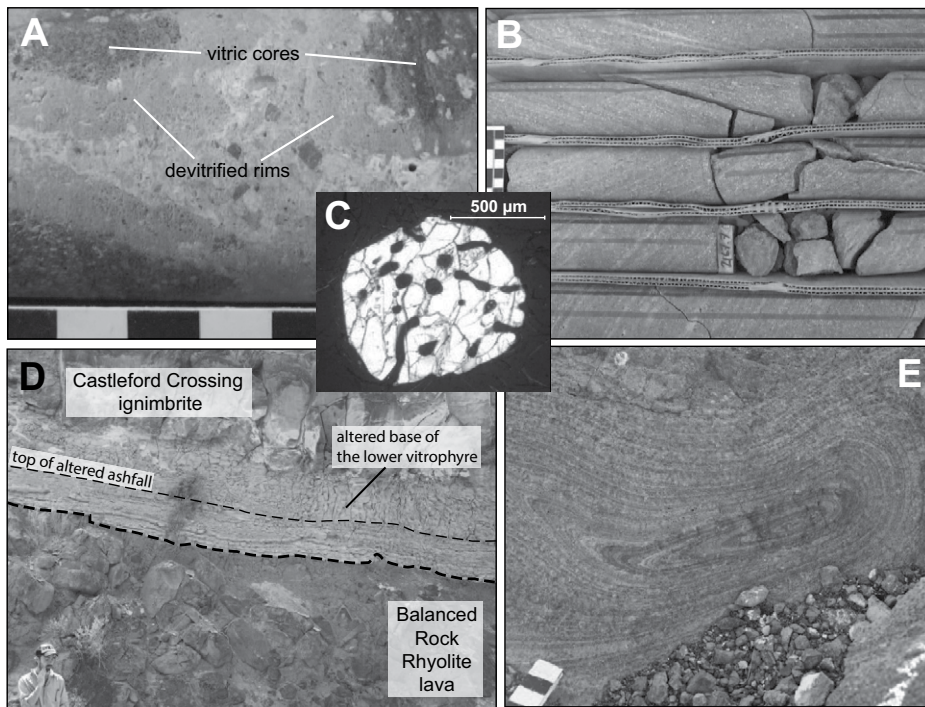 A
vitric cores
devitrified rims
B
C
500 µm
D
Castleford Crossing
ignimbrite
altered base of
the lower vitrophyre
top of altered ashfall
Balanced
Rock
Rhyolite
lava
E